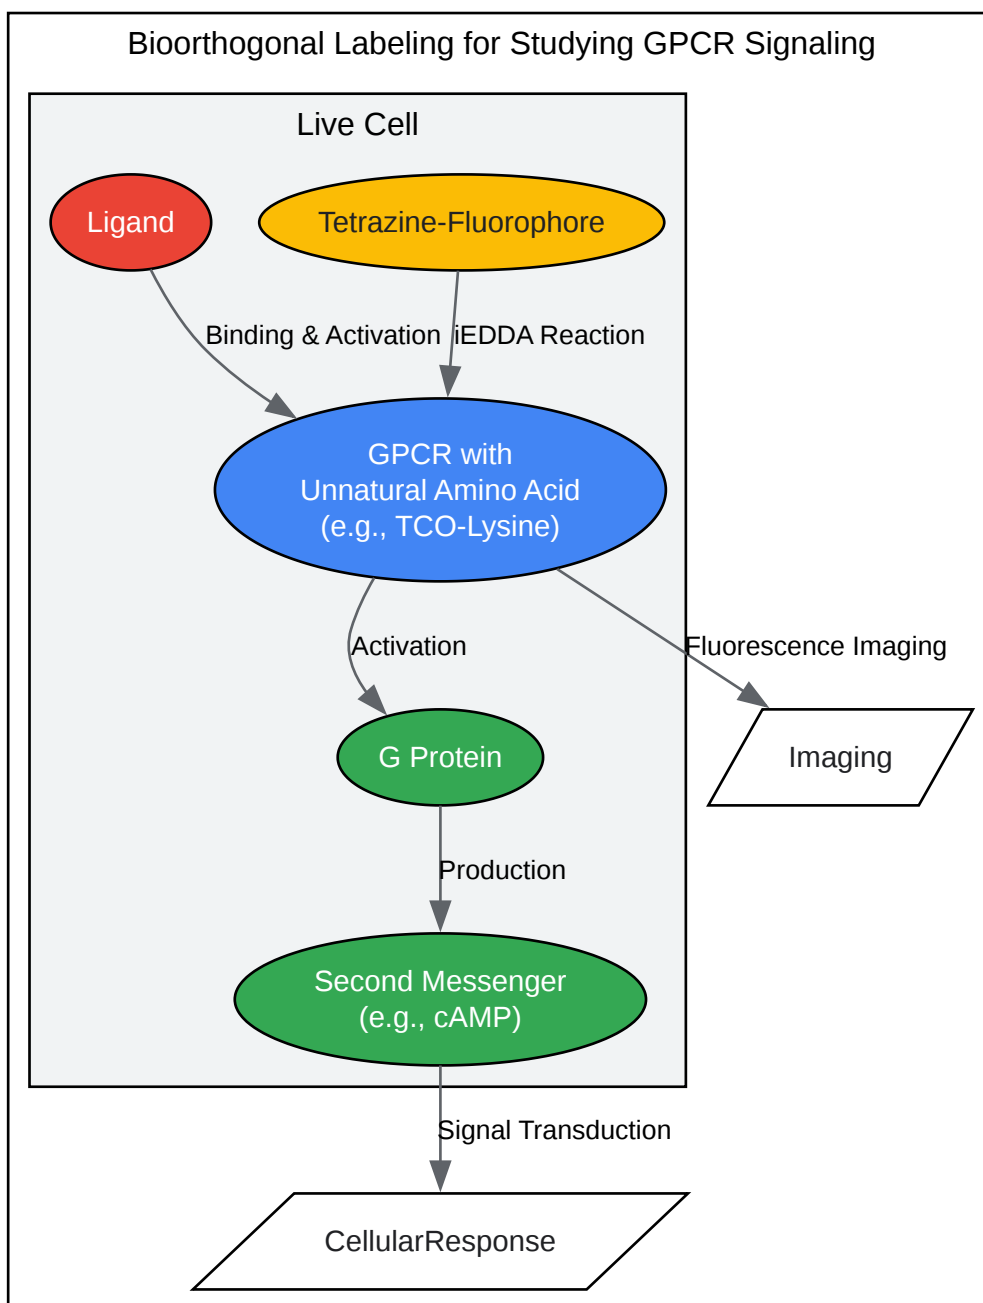 Bioorthogonal Labeling for Studying GPCR Signaling
Live Cell
Ligand
Tetrazine-Fluorophore
Binding & Activation
iEDDA Reaction
GPCR with
Unnatural Amino Acid
(e.g., TCO-Lysine)
Activation
Fluorescence Imaging
G Protein
Imaging
Production
Second Messenger
(e.g., cAMP)
Signal Transduction
CellularResponse